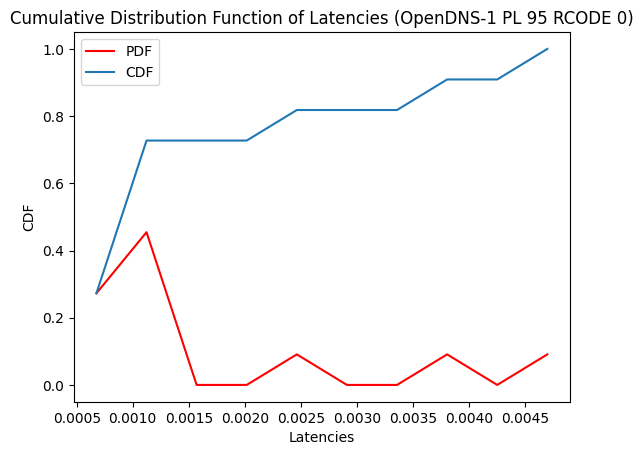 Cumulative Distribution Function of Latencies (OpenDNS-1 PL 95 RCODE 0)
PDF
CDF
1.0
0.8
0.6
0.4
0.2
0.0
CDF
0.0005 0.0010 0.0015 0.0020 0.0025 0.0030 0.0035 0.0040 0.0045
Latencies